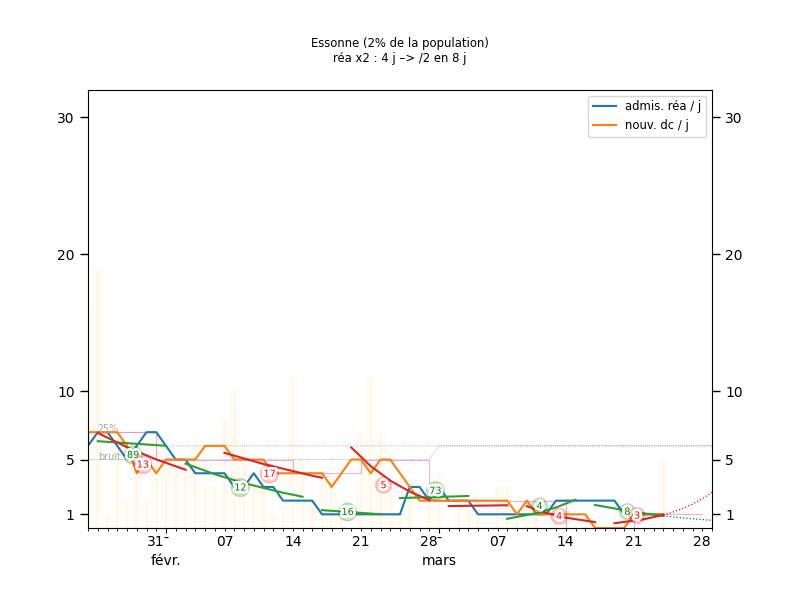 Essonne (2% de la population)
réa x2 : 4 j –> /2 en 8 j
admis. réa / j
nouv. dc / j
30 30
20 20
10 10
25%
bruit
5 5
1 1
89 13 12 17 16 5 73 4 4 8 3
31 07 14 21 28 07 14 21 28
févr. mars